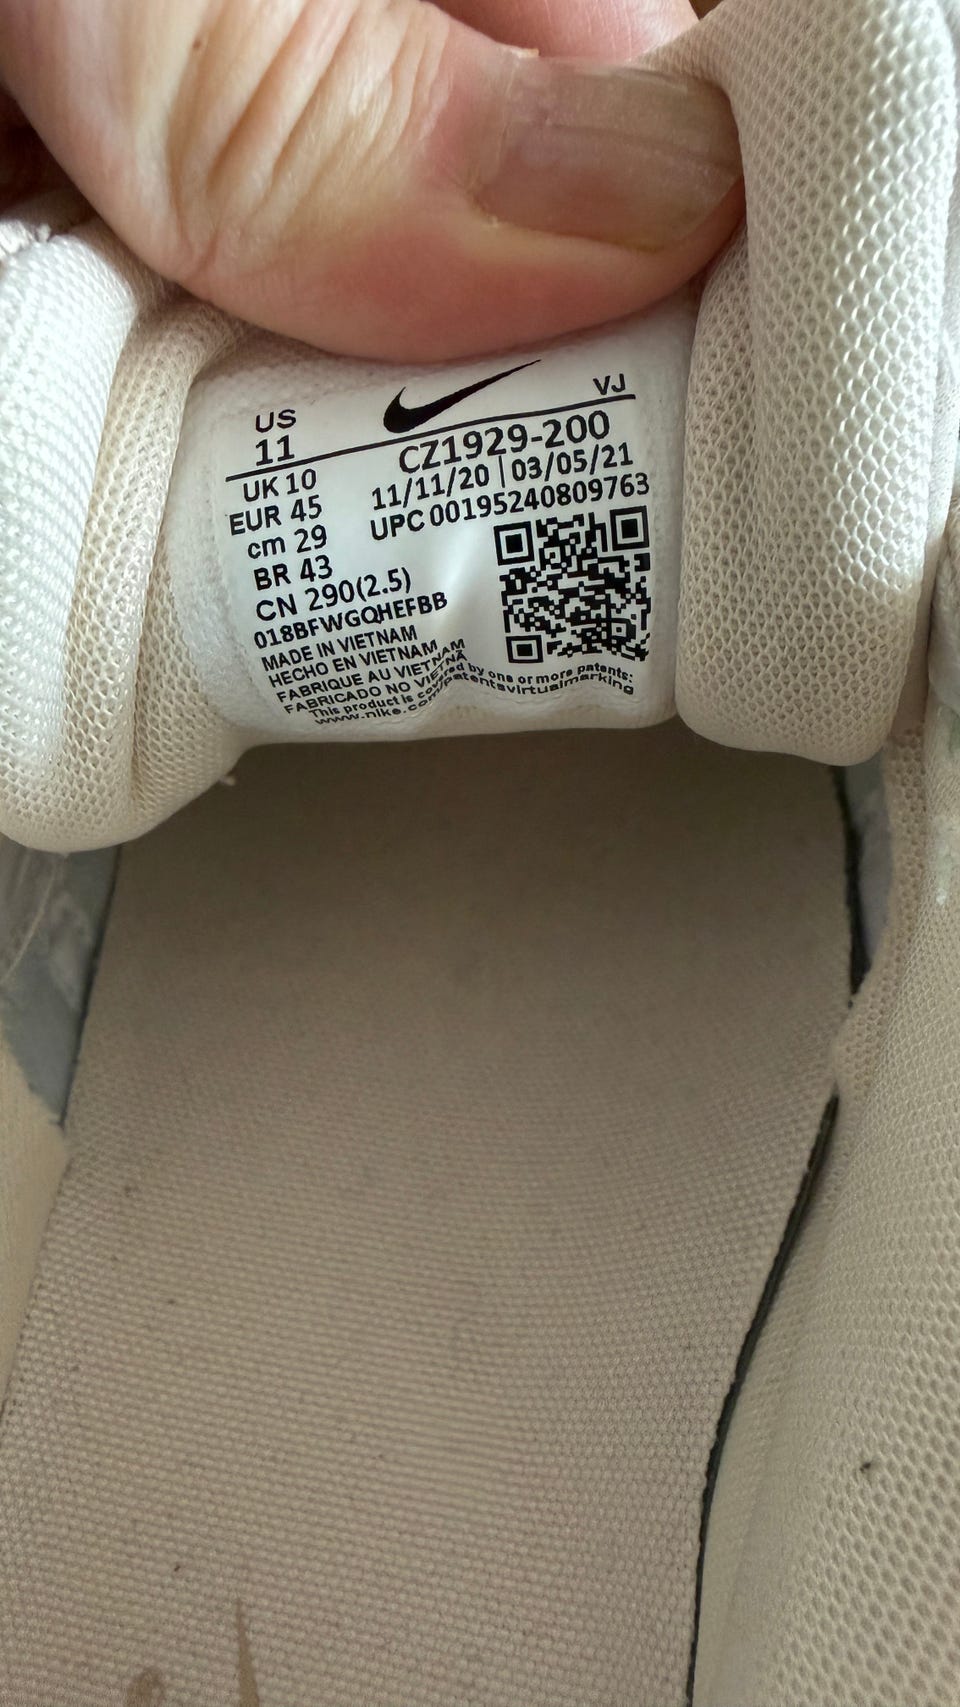 US
11
VJ
UK 10
EUR 45
cm 29
BR 43
CN 290(2.5)
018BFWGQHEFBB
CZ1929-200
11/11/20 | 03/05/21
UPC 00195240809763
MADE IN VIETNAM
HECHO EN VIETNAM
FABRIQUE AU VIETNAM
FABRICADO NO VIETNÃ
This product is covered by one or more patents:
www.nike.com/patentsvirtualmarking